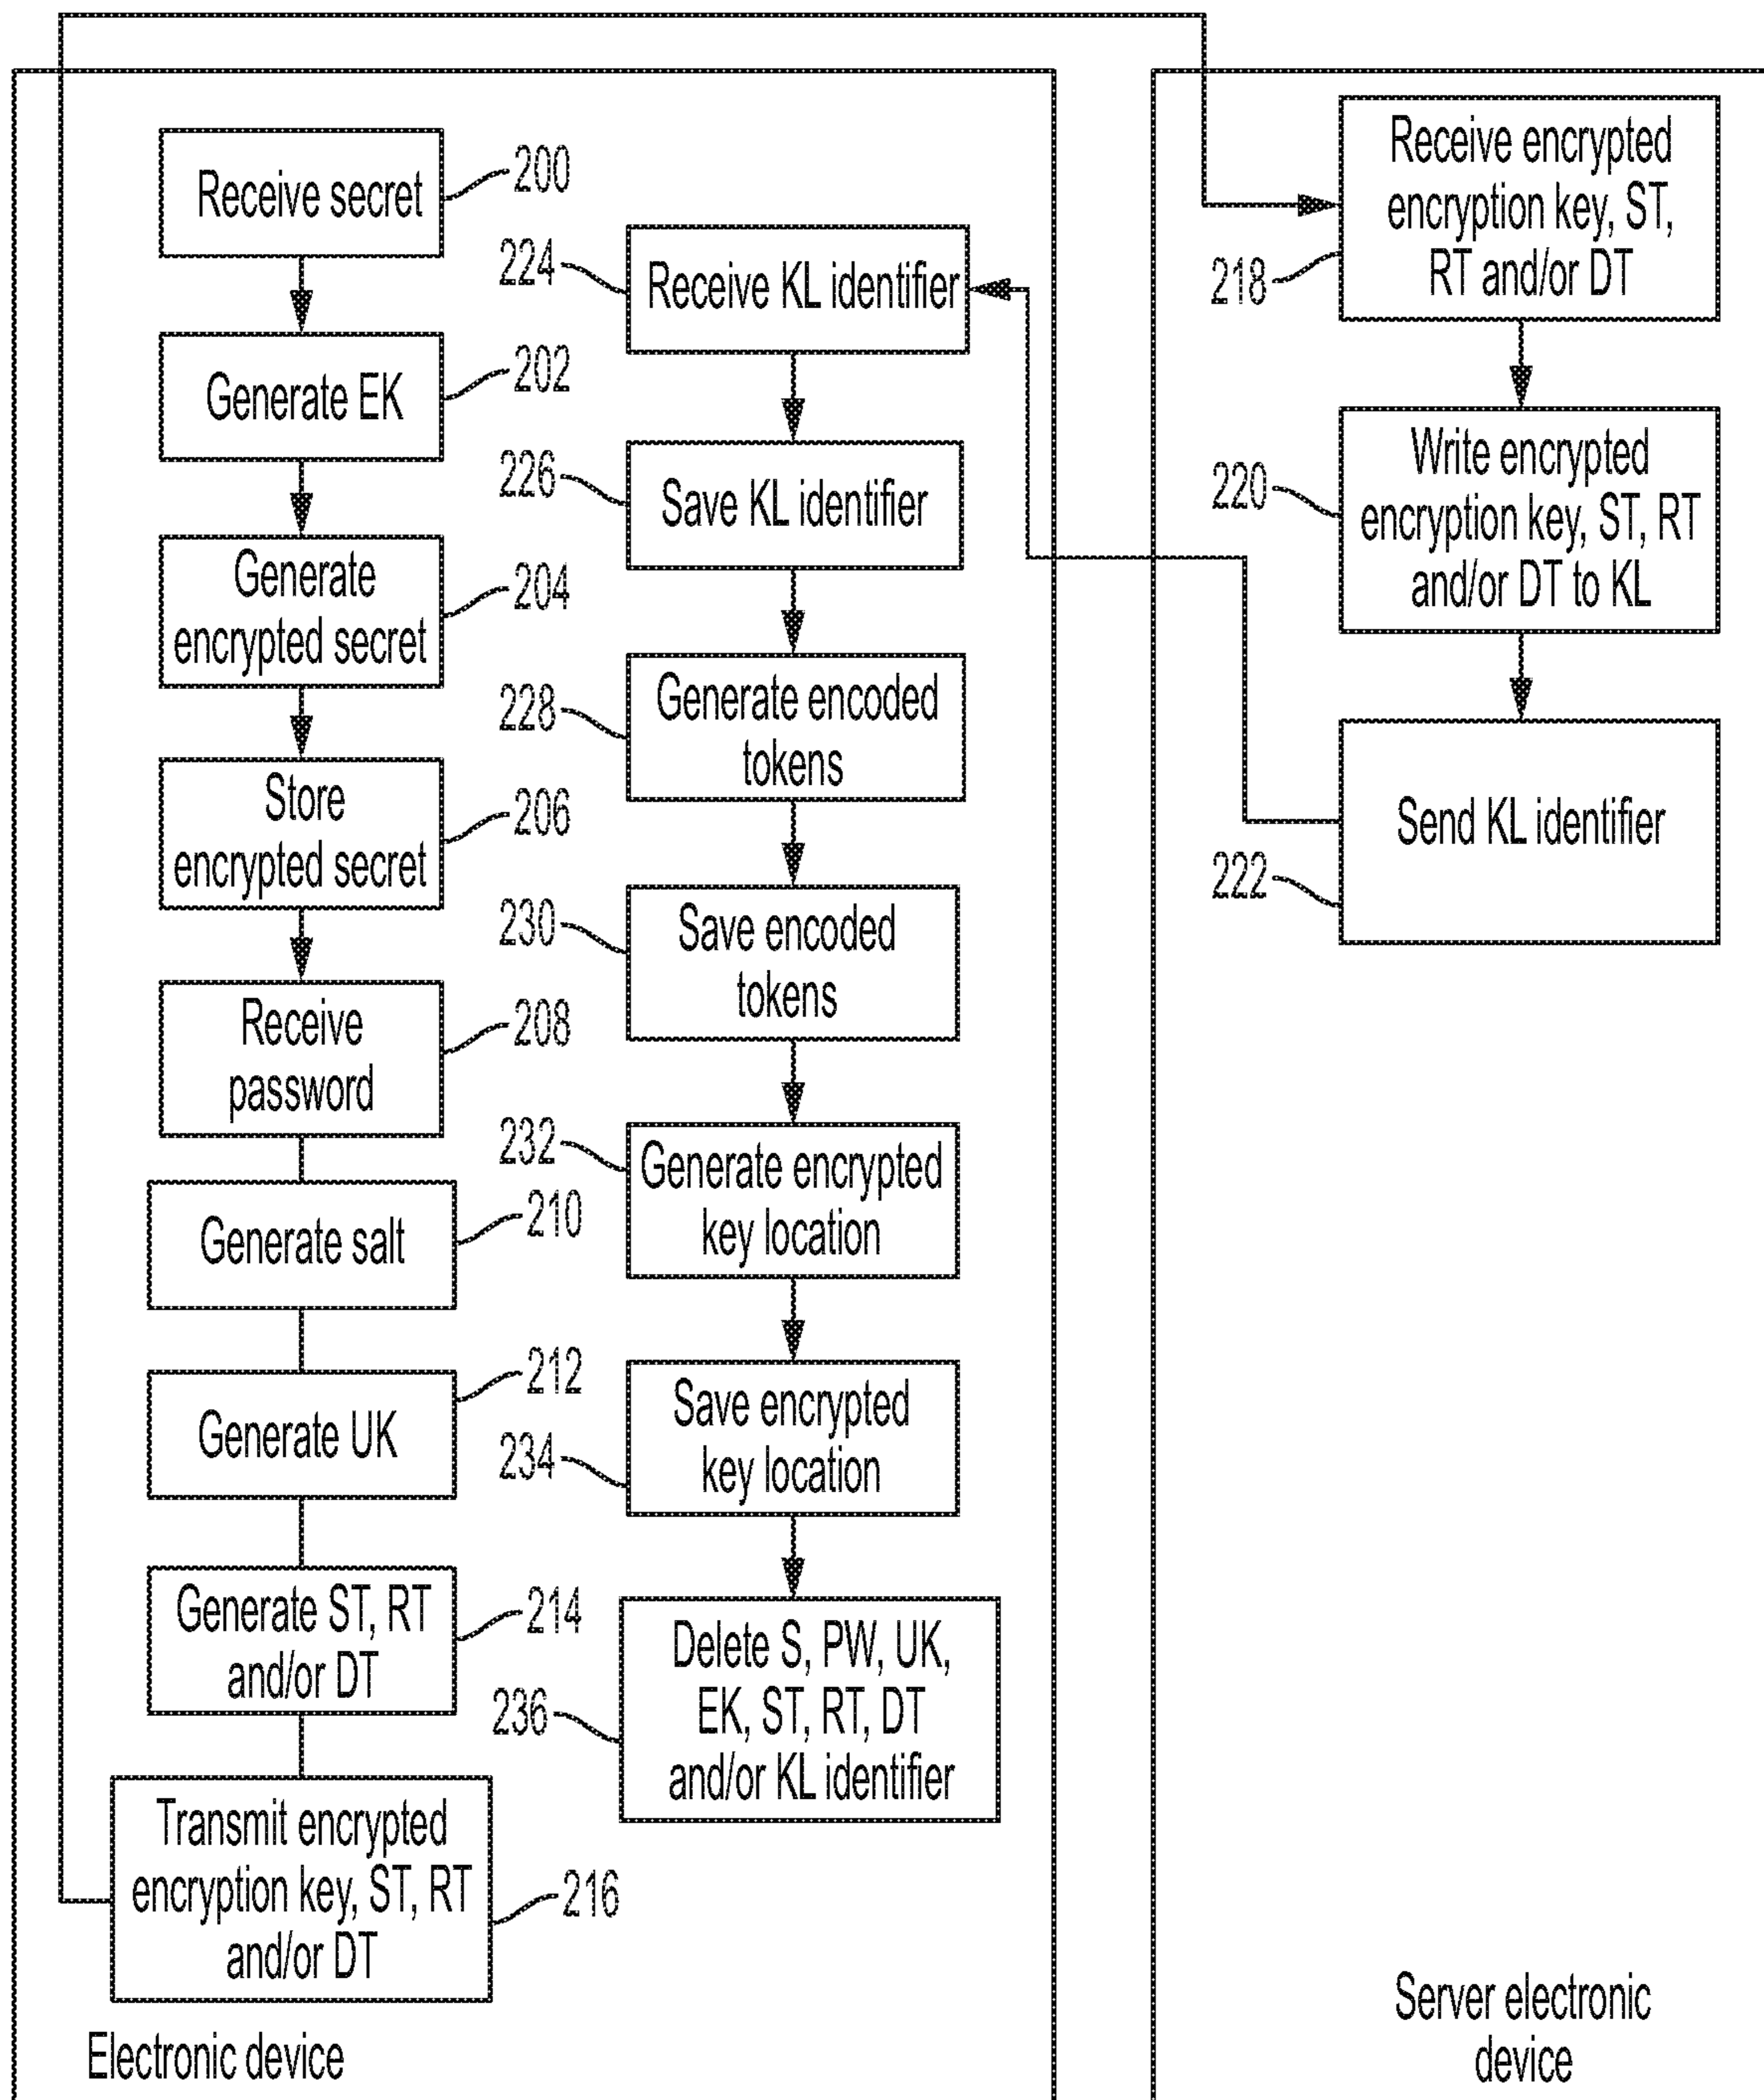 Receive secret
200
Generate EK
202
Generate
encrypted secret
204
Store
encrypted secret
206
Receive
password
208
Generate salt
210
Generate UK
212
Generate ST, RT
and/or DT
214
Transmit encrypted
encryption key, ST, RT
and/or DT
216
Electronic device
224
Receive KL identifier
226
Save KL identifier
228
Generate encoded
tokens
230
Save encoded
tokens
232
Generate encrypted
key location
234
Save encrypted
key location
236
Delete S, PW, UK,
EK, ST, RT, DT
and/or KL identifier
Receive encrypted
encryption key, ST,
RT and/or DT
218
Write encrypted
encryption key, ST, RT
and/or DT to KL
220
Send KL identifier
222
Server electronic
device